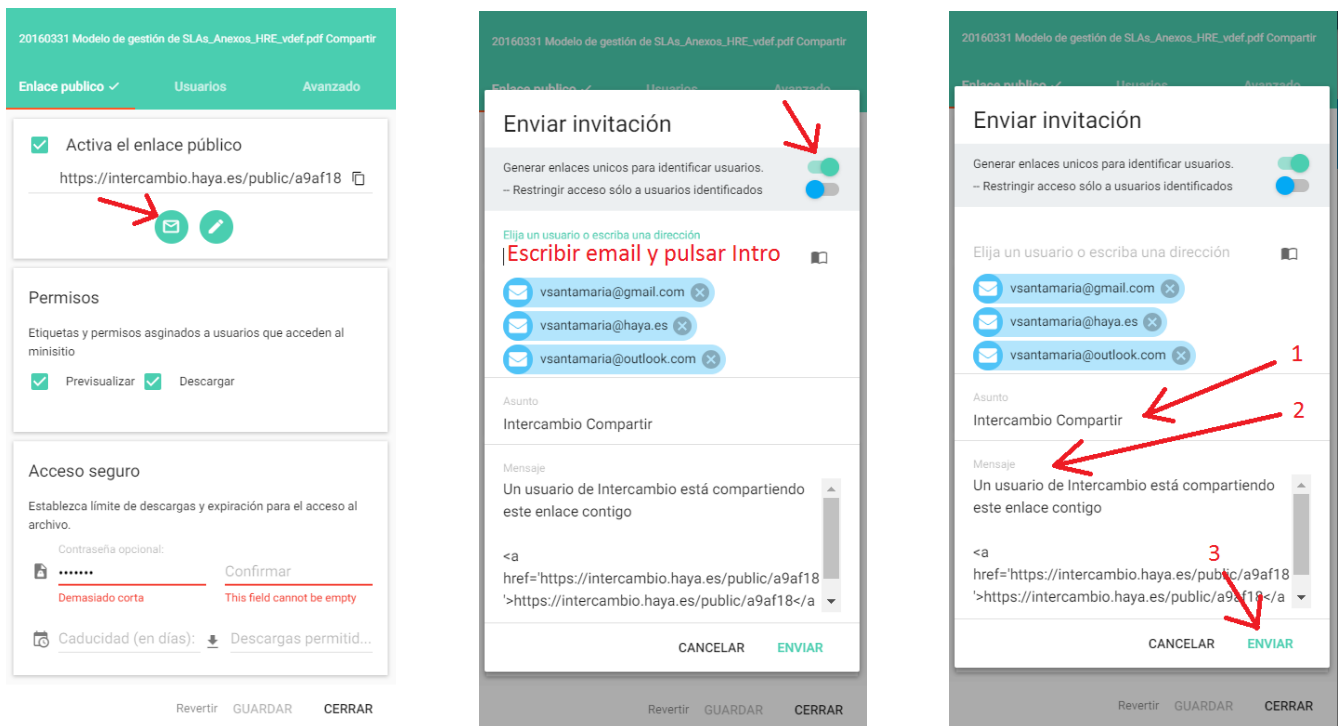 20160331 Modelo de gestión de SLAs_Anexos_HRE_vdef.pdf Compartir
Enlace publico Usuarios Avanzado
Activa el enlace público
https://intercambio.haya.es/public/a9af18
Permisos
Etiquetas y permisos asginados a usuarios que acceden al
minisitio
Previsualizar Descargar
Acceso seguro
Establezca límite de descargas y expiración para el acceso al
archivo.
Contraseña opcional:
•••••••
Confirmar
Demasiado corta
This field cannot be empty
Caducidad (en días):
Descargas permitid...
Revertir GUARDAR CERRAR
20160331 Modelo de gestión de SLAs_Anexos_HRE_vdef.pdf Compartir
Enlace publico Usuarios Avanzado
Enviar invitación
Generar enlaces unicos para identificar usuarios.
-- Restringir acceso sólo a usuarios identificados
Elija un usuario o escriba una dirección
Escribir email y pulsar Intro
vsantamaria@gmail.com
vsantamaria@haya.es
vsantamaria@outlook.com
Asunto
Intercambio Compartir
Mensaje
Un usuario de Intercambio está compartiendo
este enlace contigo
<a
href='https://intercambio.haya.es/public/a9af18
'>https://intercambio.haya.es/public/a9af18</a
CANCELAR ENVIAR
Revertir GUARDAR CERRAR
20160331 Modelo de gestión de SLAs_Anexos_HRE_vdef.pdf Compartir
Enlace publico Usuarios Avanzado
Enviar invitación
Generar enlaces unicos para identificar usuarios.
-- Restringir acceso sólo a usuarios identificados
Elija un usuario o escriba una dirección
vsantamaria@gmail.com
vsantamaria@haya.es
vsantamaria@outlook.com
1
Asunto
Intercambio Compartir
2
Mensaje
Un usuario de Intercambio está compartiendo
este enlace contigo
<a
3
href='https://intercambio.haya.es/public/a9af18
'>https://intercambio.haya.es/public/a9af18</a
CANCELAR ENVIAR
Revertir GUARDAR CERRAR